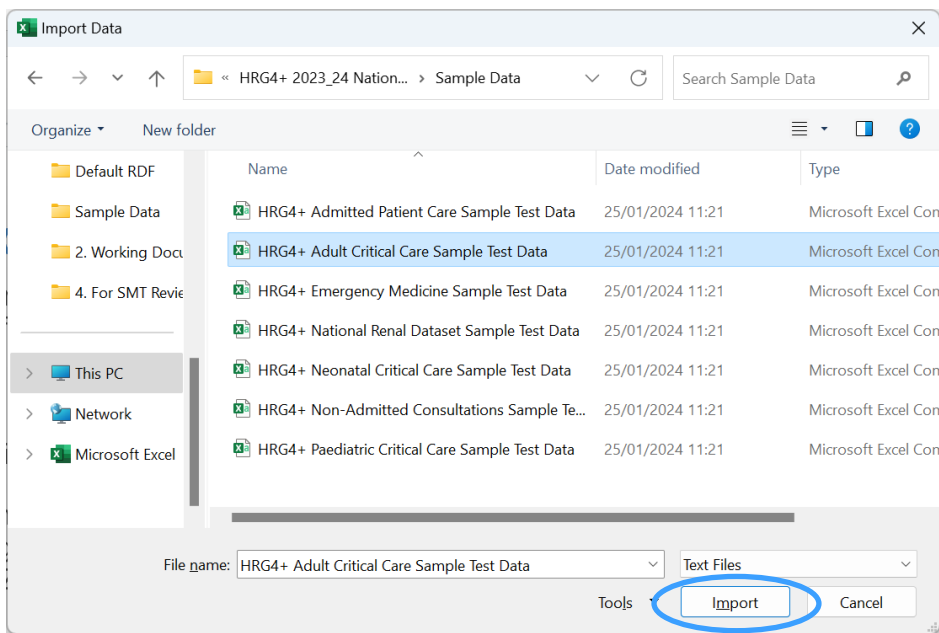 Import Data
« HRG4+ 2023_24 Nation... › Sample Data
Search Sample Data
Organize
New folder
Name
Date modified
Type
Default RDF
Sample Data
2. Working Docu
4. For SMT Revie
This PC
Network
Microsoft Excel
HRG4+ Admitted Patient Care Sample Test Data 25/01/2024 11:21 Microsoft Excel Con
HRG4+ Adult Critical Care Sample Test Data 25/01/2024 11:21 Microsoft Excel Con
HRG4+ Emergency Medicine Sample Test Data 25/01/2024 11:21 Microsoft Excel Con
HRG4+ National Renal Dataset Sample Test Data 25/01/2024 11:21 Microsoft Excel Con
HRG4+ Neonatal Critical Care Sample Test Data 25/01/2024 11:21 Microsoft Excel Con
HRG4+ Non-Admitted Consultations Sample Te... 25/01/2024 11:21 Microsoft Excel Con
HRG4+ Paediatric Critical Care Sample Test Data 25/01/2024 11:21 Microsoft Excel Con
File name: HRG4+ Adult Critical Care Sample Test Data
Text Files
Tools
Import
Cancel